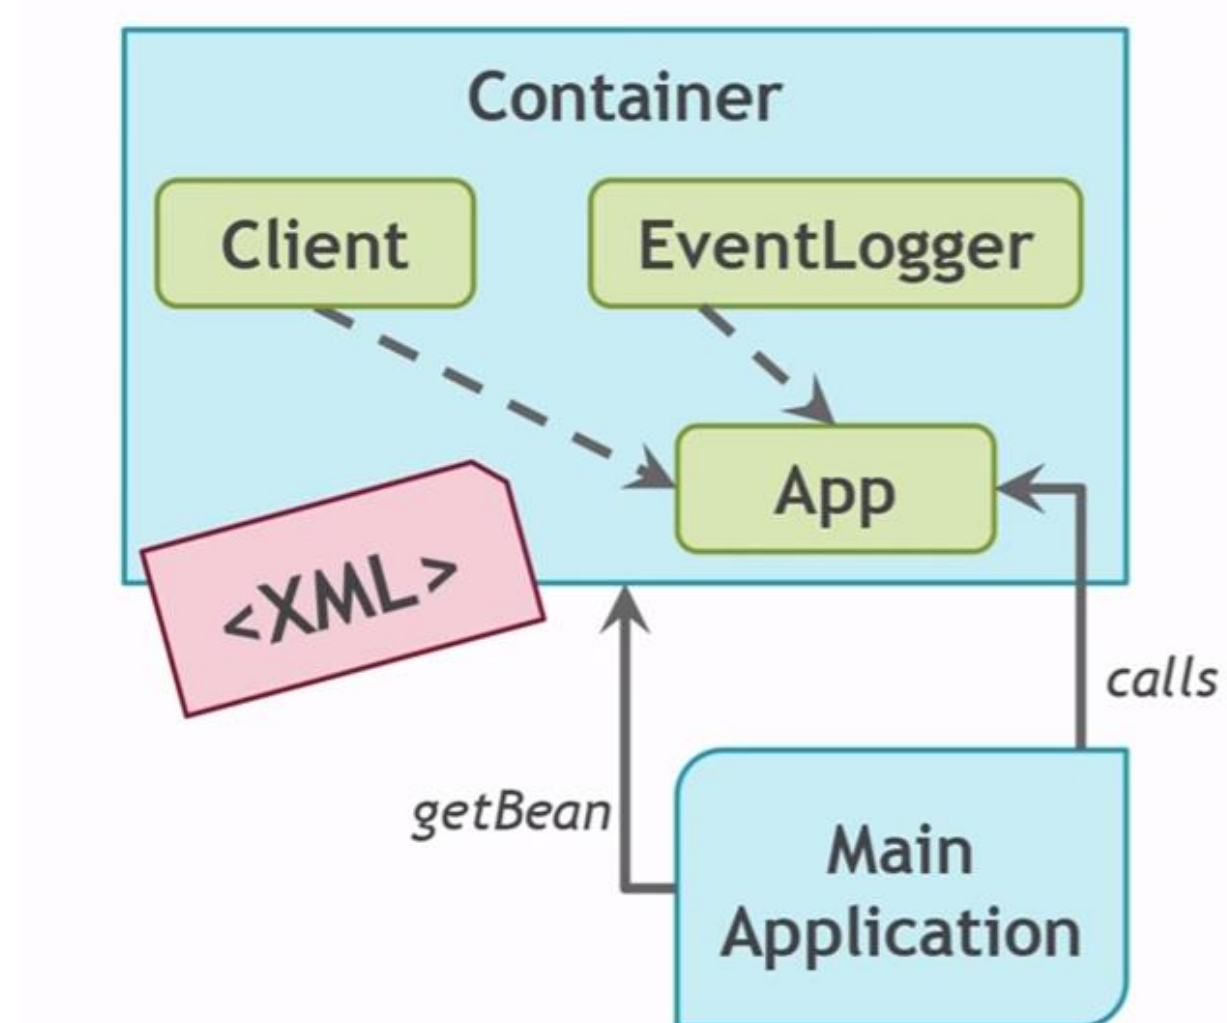 Container
Client
EventLogger
App
<XML>
calls
getBean
Main
Application